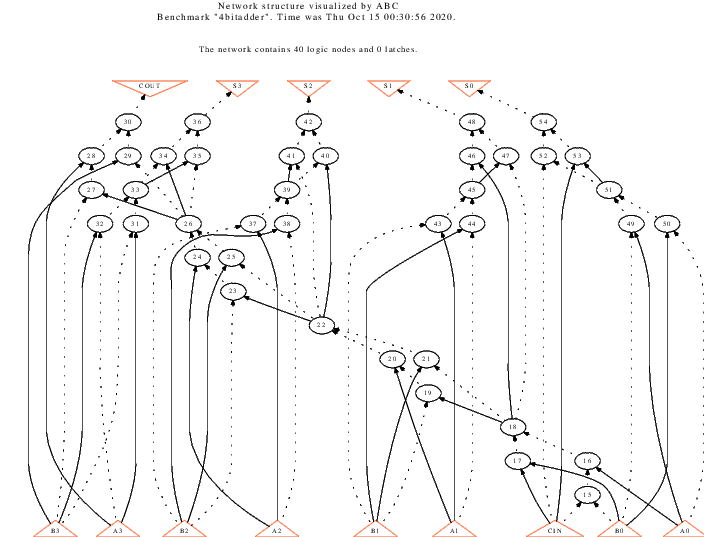 Network structure visualized by ABC
Benchmark "4bitadder". Time was Thu Oct 15 00:30:56 2020.
The network contains 40 logic nodes and 0 latches.
COUT S3 S2 S1 S0
30 36 42 48 54
28 29 34 35 41 40 46 47 52 53
27 33 39 45 51
32 31 26 37 38 43 44 49 50
24 25
23
22
20 21
19
18
17 16
15
B3 A3 B2 A2 B1 A1 CIN B0 A0